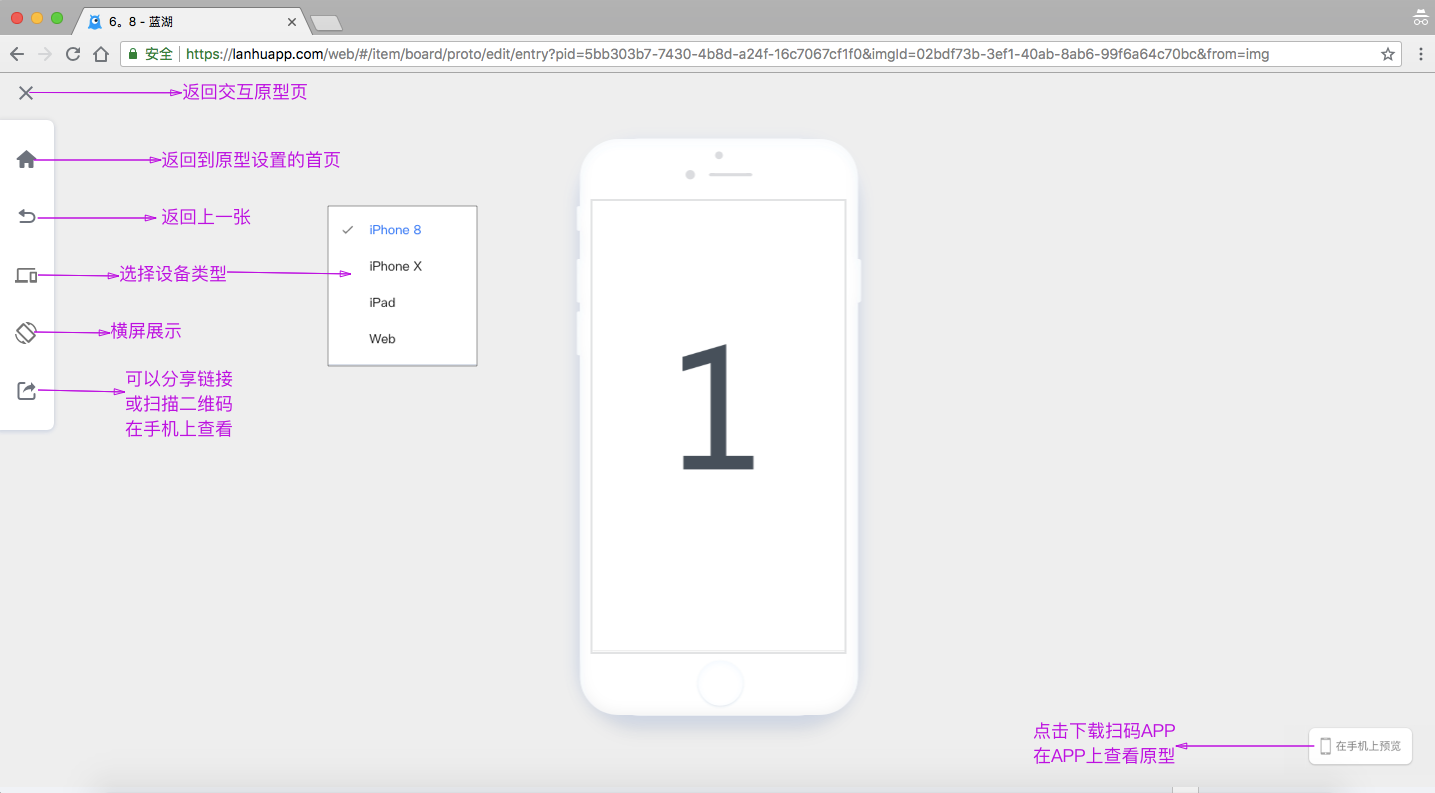 6。8 - 蓝湖
安全 https://lanhuapp.com/web/#/item/board/proto/edit/entry?pid=5bb303b7-7430-4b8d-a24f-16c7067cf1f0&imgId=02bdf73b-3ef1-40ab-8ab6-99f6a64c70bc&from=img
返回交互原型页
返回到原型设置的首页
返回上一张
选择设备类型
横屏展示
可以分享链接
或扫描二维码
在手机上查看
iPhone 8
iPhone X
iPad
Web
1
点击下载扫码APP
在APP上查看原型
在手机上预览